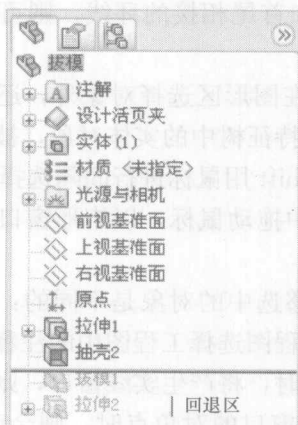 拔模
注解
设计活页夹
实体(1)
材质 <未指定>
光源与相机
前视基准面
上视基准面
右视基准面
原点
拉伸1
抽壳2
拔模1
拉伸2
回退区